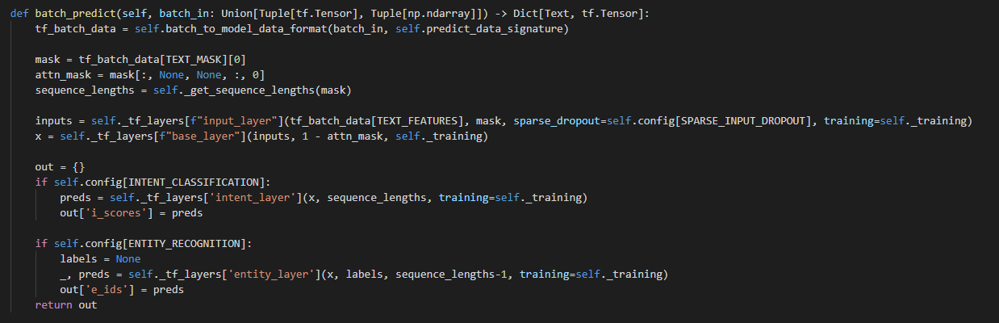 def batch_predict(self, batch_in: Union[Tuple[tf.Tensor], Tuple[np.ndarray]]) -> Dict[Text, tf.Tensor]:
    tf_batch_data = self.batch_to_model_data_format(batch_in, self.predict_data_signature)

    mask = tf_batch_data[TEXT_MASK][0]
    attn_mask = mask[:, None, None, :, 0]
    sequence_lengths = self._get_sequence_lengths(mask)

    inputs = self._tf_layers[f"input_layer"](tf_batch_data[TEXT_FEATURES], mask, sparse_dropout=self.config[SPARSE_INPUT_DROPOUT], training=self._training)
    x = self._tf_layers[f"base_layer"](inputs, 1 - attn_mask, self._training)

    out = {}
    if self.config[INTENT_CLASSIFICATION]:
        preds = self._tf_layers['intent_layer'](x, sequence_lengths, training=self._training)
        out['i_scores'] = preds

    if self.config[ENTITY_RECOGNITION]:
        labels = None
        _, preds = self._tf_layers['entity_layer'](x, labels, sequence_lengths-1, training=self._training)
        out['e_ids'] = preds
    return out